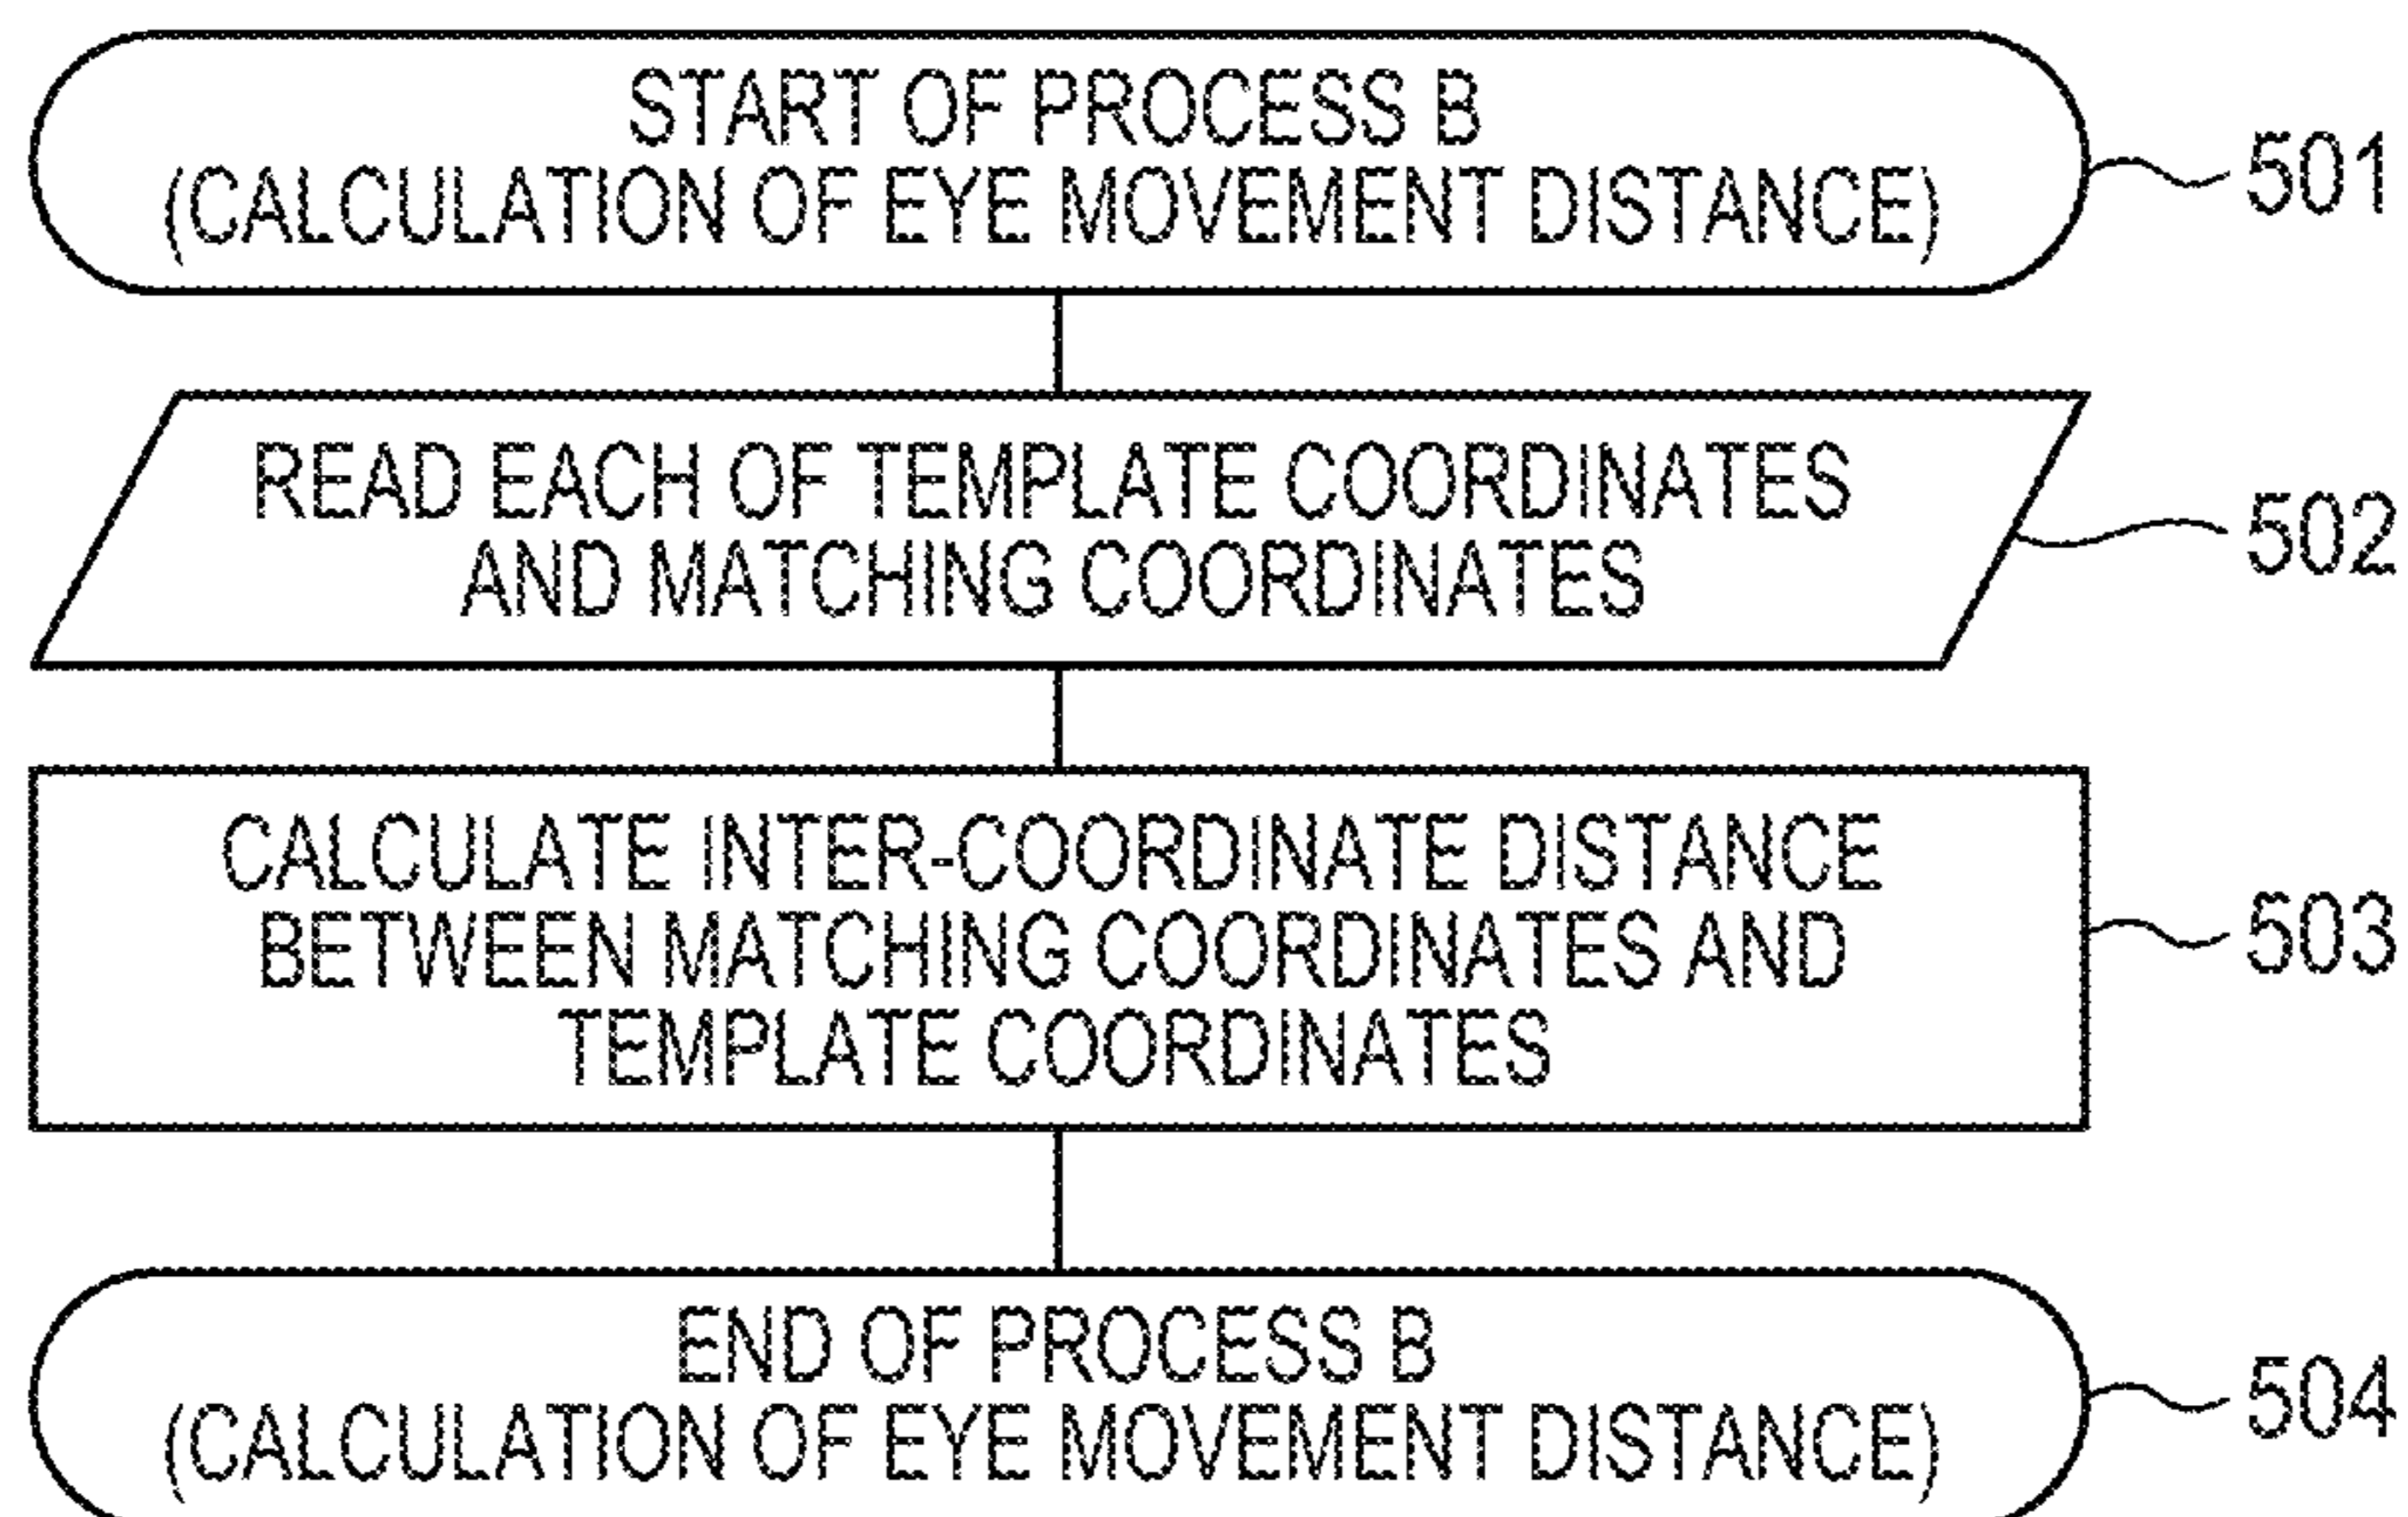 START OF PROCESS B
(CALCULATION OF EYE MOVEMENT DISTANCE)
501
READ EACH OF TEMPLATE COORDINATES
AND MATCHING COORDINATES
502
CALCULATE INTER-COORDINATE DISTANCE
BETWEEN MATCHING COORDINATES AND
TEMPLATE COORDINATES
503
END OF PROCESS B
(CALCULATION OF EYE MOVEMENT DISTANCE)
504